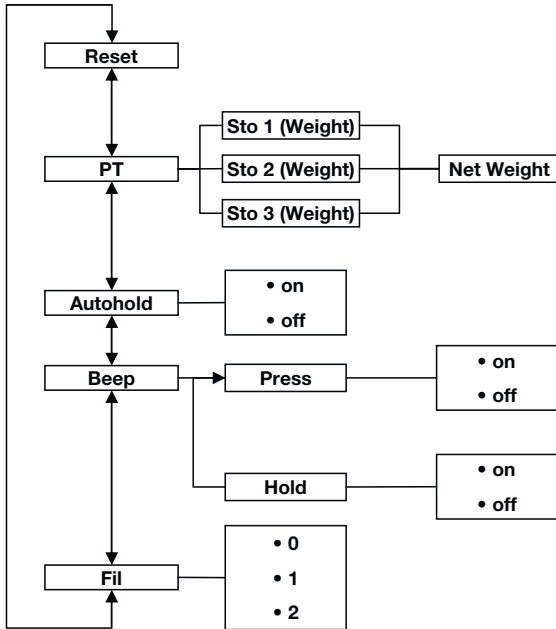 Reset
Sto 1 (Weight)
PT
Sto 2 (Weight)
Net Weight
Sto 3 (Weight)
Autohold
• on
• off
Beep
Press
• on
• off
Hold
• on
• off
Fil
• 0
• 1
• 2